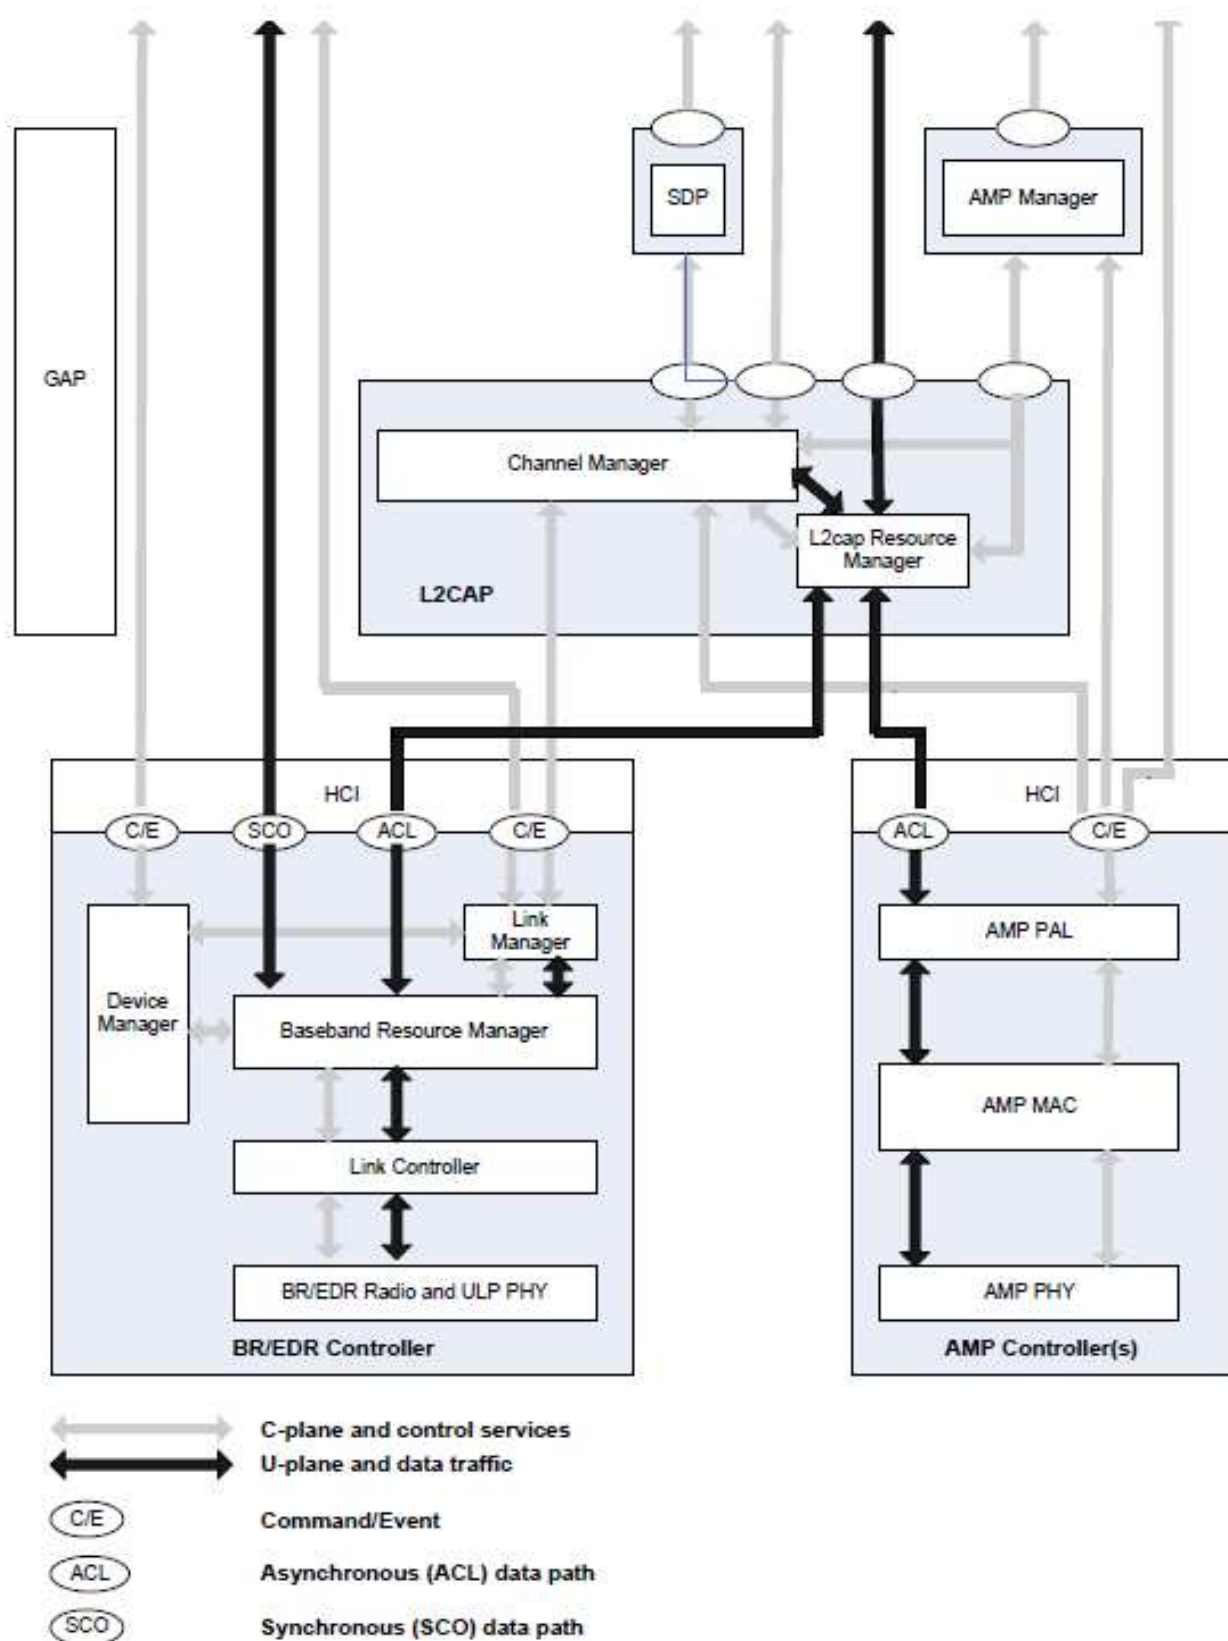 SDP
AMP Manager
GAP
Channel Manager
L2cap Resource
Manager
L2CAP
HCI
HCI
C/E
SCO
ACL
C/E
ACL
C/E
Link
Manager
AMP PAL
Device
Manager
Baseband Resource Manager
AMP MAC
Link Controller
BR/EDR Radio and ULP PHY
AMP PHY
BR/EDR Controller
AMP Controller(s)
C-plane and control services
U-plane and data traffic
C/E
Command/Event
ACL
Asynchronous (ACL) data path
SCO
Synchronous (SCO) data path